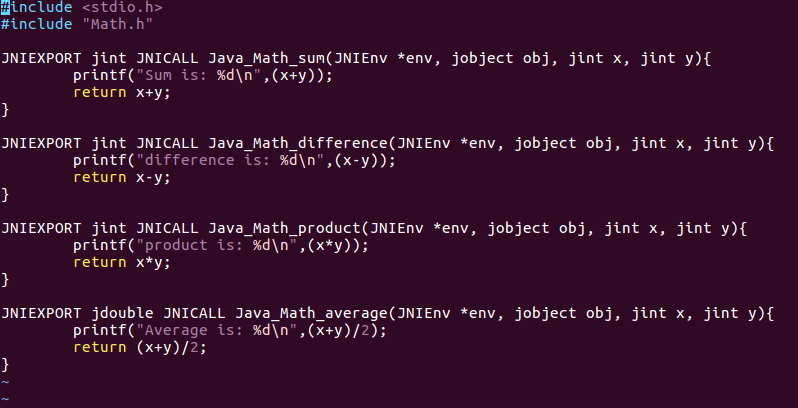 #include <stdio.h>
#include "Math.h"

JNIEXPORT jint JNICALL Java_Math_sum(JNIEnv *env, jobject obj, jint x, jint y){
        printf("Sum is: %d\n",(x+y));
        return x+y;
}

JNIEXPORT jint JNICALL Java_Math_difference(JNIEnv *env, jobject obj, jint x, jint y){
        printf("difference is: %d\n",(x-y));
        return x-y;
}

JNIEXPORT jint JNICALL Java_Math_product(JNIEnv *env, jobject obj, jint x, jint y){
        printf("product is: %d\n",(x*y));
        return x*y;
}

JNIEXPORT jdouble JNICALL Java_Math_average(JNIEnv *env, jobject obj, jint x, jint y){
        printf("Average is: %d\n",(x+y)/2);
        return (x+y)/2;
}
~
~